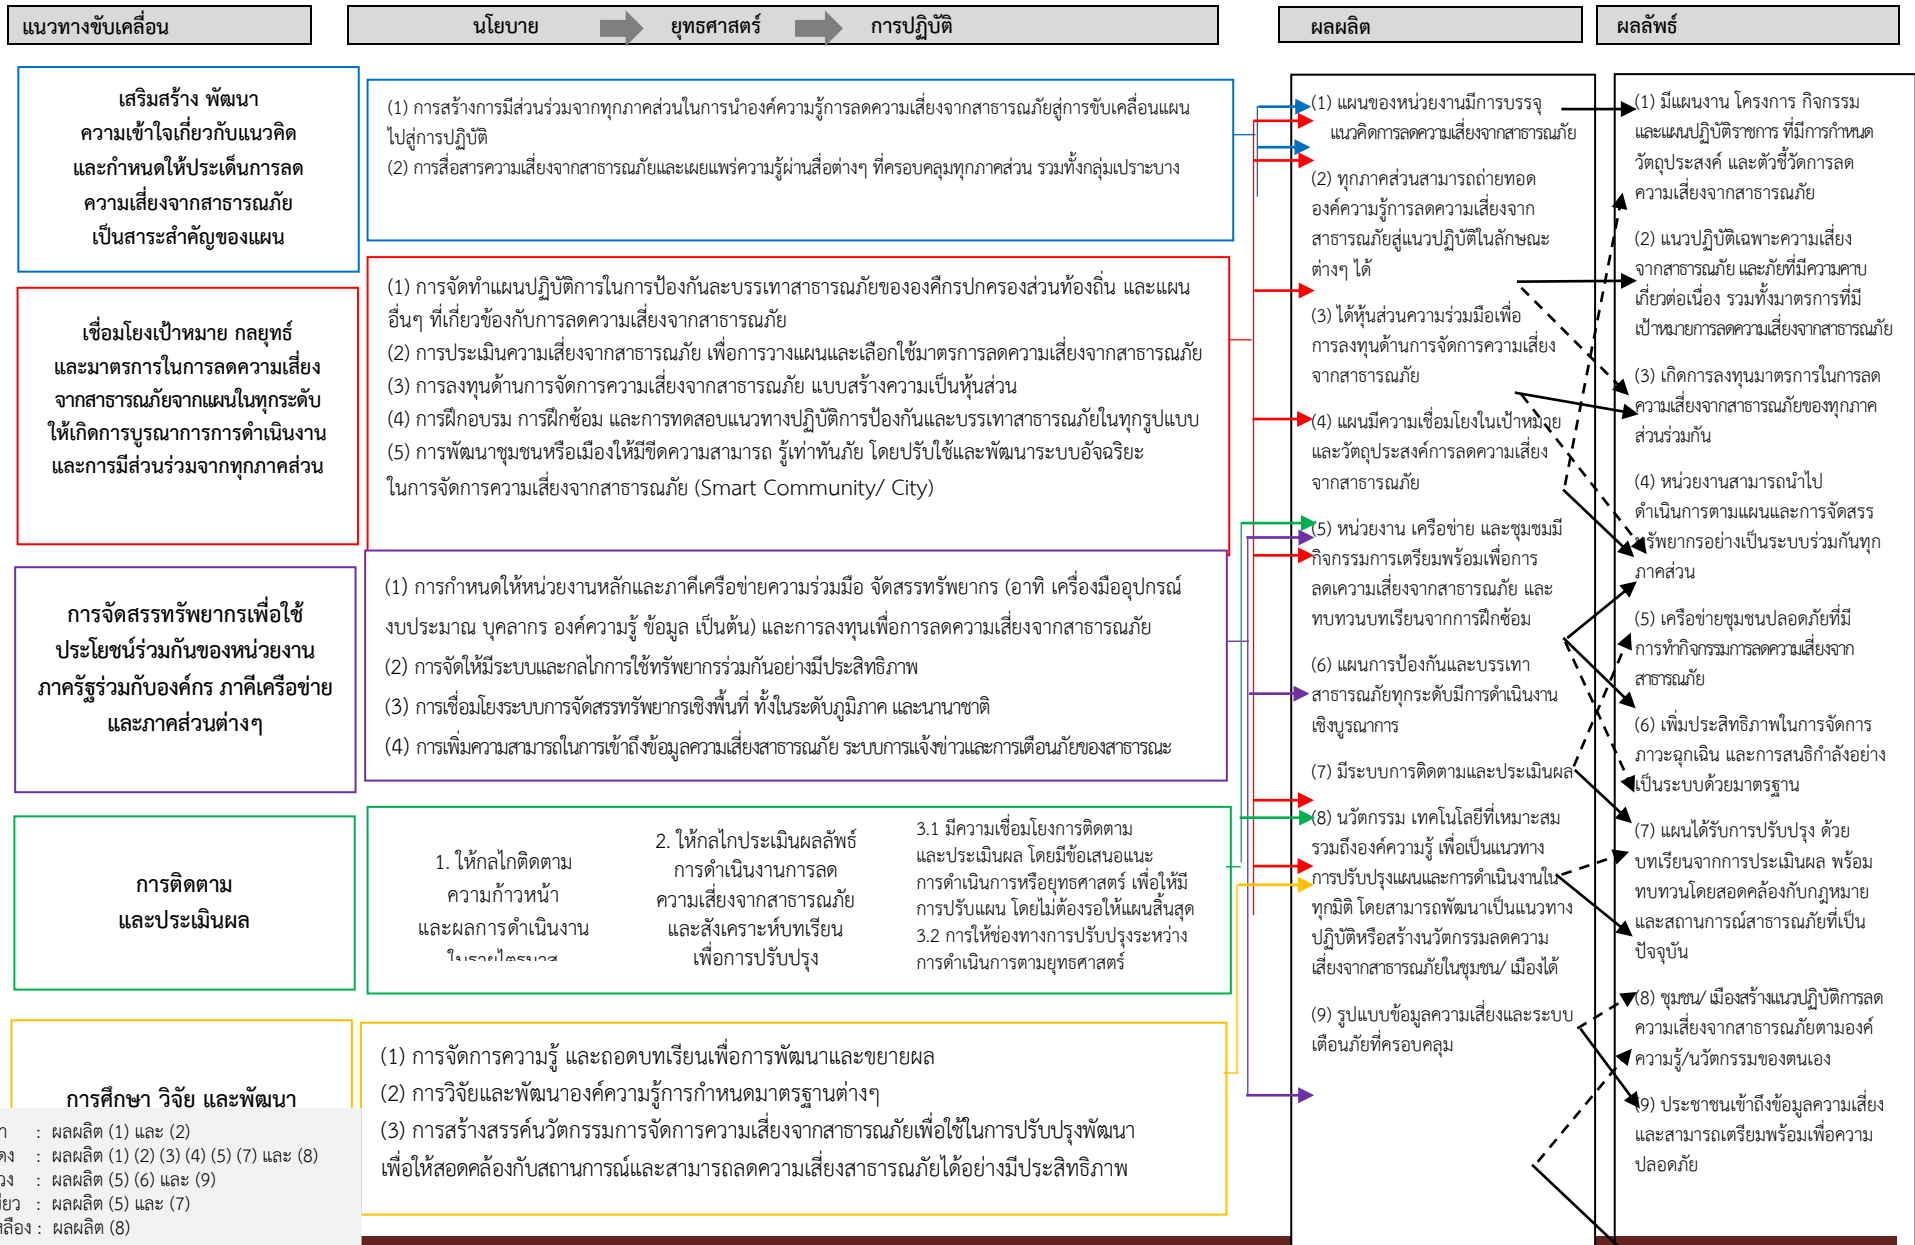 แนวทางขับเคลื่อน
นโยบาย ยุทธศาสตร์ การปฏิบัติ
ผลผลิต
ผลลัพธ์
เสริมสร้าง พัฒนา
ความเข้าใจเกี่ยวกับแนวคิด
และกำหนดให้ประเด็นการลด
ความเสี่ยงจากสาธารณภัย
เป็นสาระสำคัญของแผน
(1) การสร้างการมีส่วนร่วมจากทุกภาคส่วนในการนำองค์ความรู้การลดความเสี่ยงจากสาธารณภัยสู่การขับเคลื่อนแผน
ไปสู่การปฏิบัติ
(2) การสื่อสารความเสี่ยงจากสาธารณภัยและเผยแพร่ความรู้ผ่านสื่อต่างๆ ที่ครอบคลุมทุกภาคส่วน รวมทั้งกลุ่มเปราะบาง
เชื่อมโยงเป้าหมาย กลยุทธ์
และมาตรการในการลดความเสี่ยง
จากสาธารณภัยจากแผนในทุกระดับ
ให้เกิดการบูรณาการการดำเนินงาน
และการมีส่วนร่วมจากทุกภาคส่วน
(1) การจัดทำแผนปฏิบัติการในการป้องกันละบรรเทาสาธารณภัยขององคืกรปกครองส่วนท้องถิ่น และแผน
อื่นๆ ที่เกี่ยวข้องกับการลดความเสี่ยงจากสาธารณภัย
(2) การประเมินความเสี่ยงจากสาธารณภัย เพื่อการวางแผนและเลือกใช้มาตรการลดความเสี่ยงจากสาธารณภัย
(3) การลงทุนด้านการจัดการความเสี่ยงจากสาธารณภัย แบบสร้างความเป็นหุ้นส่วน
(4) การฝึกอบรม การฝึกซ้อม และการทดสอบแนวทางปฏิบัติการป้องกันและบรรเทาสาธารณภัยในทุกรูปแบบ
(5) การพัฒนาชุมชนหรือเมืองให้มีขีดความสามารถ รู้เท่าทันภัย โดยปรับใช้และพัฒนาระบบอัจฉริยะ
ในการจัดการความเสี่ยงจากสาธารณภัย (Smart Community/ City)
การจัดสรรทรัพยากรเพื่อใช้
ประโยชน์ร่วมกันของหน่วยงาน
ภาครัฐร่วมกับองค์กร ภาคีเครือข่าย
และภาคส่วนต่างๆ
(1) การกำหนดให้หน่วยงานหลักและภาคีเครือข่ายความร่วมมือ จัดสรรทรัพยากร (อาทิ เครื่องมืออุปกรณ์
งบประมาณ บุคลากร องค์ความรู้ ข้อมูล เป็นต้น) และการลงทุนเพื่อการลดความเสี่ยงจากสาธารณภัย
(2) การจัดให้มีระบบและกลไกการใช้ทรัพยากรร่วมกันอย่างมีประสิทธิภาพ
(3) การเชื่อมโยงระบบการจัดสรรทรัพยากรเชิงพื้นที่ ทั้งในระดับภูมิภาค และนานาชาติ
(4) การเพิ่มความสามารถในการเข้าถึงข้อมูลความเสี่ยงสาธารณภัย ระบบการแจ้งข่าวและการเตือนภัยของสาธารณะ
การติดตาม
และประเมินผล
1. ให้กลไกติดตาม
ความก้าวหน้า
และผลการดำเนินงาน
ในรายไตรมาส
2. ให้กลไกประเมินผลลัพธ์
การดำเนินงานการลด
ความเสี่ยงจากสาธารณภัย
และสังเคราะห์บทเรียน
เพื่อการปรับปรุง
3.1 มีความเชื่อมโยงการติดตาม
และประเมินผล โดยมีข้อเสนอแนะ
การดำเนินการหรือยุทธศาสตร์ เพื่อให้มี
การปรับแผน โดยไม่ต้องรอให้แผนสิ้นสุด
3.2 การให้ช่องทางการปรับปรุงระหว่าง
การดำเนินการตามยุทธศาสตร์
การศึกษา วิจัย และพัฒนา
(1) การจัดการความรู้ และถอดบทเรียนเพื่อการพัฒนาและขยายผล
(2) การวิจัยและพัฒนาองค์ความรู้การกำหนดมาตรฐานต่างๆ
(3) การสร้างสรรค์นวัตกรรมการจัดการความเสี่ยงจากสาธารณภัยเพื่อใช้ในการปรับปรุงพัฒนา
เพื่อให้สอดคล้องกับสถานการณ์และสามารถลดความเสี่ยงสาธารณภัยได้อย่างมีประสิทธิภาพ
: ผลผลิต (1) และ (2)
: ผลผลิต (1) (2) (3) (4) (5) (7) และ (8)
: ผลผลิต (5) (6) และ (9)
: ผลผลิต (5) และ (7)
: ผลผลิต (8)
(1) แผนของหน่วยงานมีการบรรจุ
แนวคิดการลดความเสี่ยงจากสาธารณภัย
(2) ทุกภาคส่วนสามารถถ่ายทอด
องค์ความรู้การลดความเสี่ยงจาก
สาธารณภัยสู่แนวปฏิบัติในลักษณะ
ต่างๆ ได้
(3) ได้หุ้นส่วนความร่วมมือเพื่อ
การลงทุนด้านการจัดการความเสี่ยง
จากสาธารณภัย
(4) แผนมีความเชื่อมโยงในเป้าหมาย
และวัตถุประสงค์การลดความเสี่ยง
จากสาธารณภัย
(5) หน่วยงาน เครือข่าย และชุมชมมี
กิจกรรมการเตรียมพร้อมเพื่อการ
ลดเความเสี่ยงจากสาธารณภัย และ
ทบทวนบทเรียนจากการฝึกซ้อม
(6) แผนการป้องกันและบรรเทา
สาธารณภัยทุกระดับมีการดำเนินงาน
เชิงบูรณาการ
(7) มีระบบการติดตามและประเมินผล
(8) นวัตกรรม เทคโนโลยีที่เหมาะสม
รวมถึงองค์ความรู้ เพื่อเป็นแนวทาง
การปรับปรุงแผนและการดำเนินงานใน
ทุกมิติ โดยสามารถพัฒนาเป็นแนวทาง
ปฏิบัติหรือสร้างนวัตกรรมลดความ
เสี่ยงจากสาธารณภัยในชุมชน/ เมืองได้
(9) รูปแบบข้อมูลความเสี่ยงและระบบ
เตือนภัยที่ครอบคลุม
(1) มีแผนงาน โครงการ กิจกรรม
และแผนปฏิบัติราชการ ที่มีการกำหนด
วัตถุประสงค์ และตัวชี้วัดการลด
ความเสี่ยงจากสาธารณภัย
(2) แนวปฏิบัติเฉพาะความเสี่ยง
จากสาธารณภัย และภัยที่มีความคาบ
เกี่ยวต่อเนื่อง รวมทั้งมาตรการที่มี
เป้าหมายการลดความเสี่ยงจากสาธารณภัย
(3) เกิดการลงทุนมาตรการในการลด
ความเสี่ยงจากสาธารณภัยของทุกภาค
ส่วนร่วมกัน
(4) หน่วยงานสามารถนำไป
ดำเนินการตามแผนและการจัดสรร
ทรัพยากรอย่างเป็นระบบร่วมกันทุก
ภาคส่วน
(5) เครือข่ายชุมชนปลอดภัยที่มี
การทำกิจกรรมการลดความเสี่ยงจาก
สาธารณภัย
(6) เพิ่มประสิทธิภาพในการจัดการ
ภาวะฉุกเฉิน และการสนธิกำลังอย่าง
เป็นระบบด้วยมาตรฐาน
(7) แผนได้รับการปรับปรุง ด้วย
บทเรียนจากการประเมินผล พร้อม
ทบทวนโดยสอดคล้องกับกฎหมาย
และสถานการณ์สาธารณภัยที่เป็น
ปัจจุบัน
(8) ชุมชน/ เมืองสร้างแนวปฏิบัติการลด
ความเสี่ยงจากสาธารณภัยตามองค์
ความรู้/นวัตกรรมของตนเอง
(9) ประชาชนเข้าถึงข้อมูลความเสี่ยง
และสามารถเตรียมพร้อมเพื่อความ
ปลอดภัย